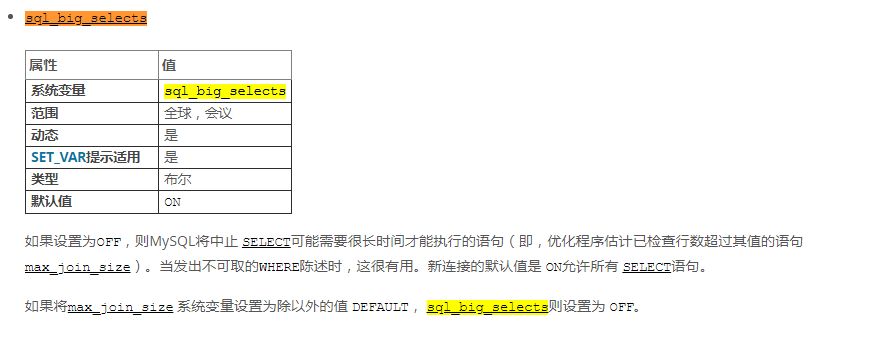 sql_big_selects
属性 值
系统变量 sql_big_selects
范围 全球，会议
动态 是
SET_VAR提示适用 是
类型 布尔
默认值 ON
如果设置为OFF，则MySQL将中止 SELECT可能需要很长时间才能执行的语句（即，优化程序估计已检查行数超过其值的语句
max_join_size）。当发出不可取的WHERE陈述时，这很有用。新连接的默认值是 ON允许所有 SELECT语句。
如果将max_join_size 系统变量设置为除以外的值 DEFAULT， sql_big_selects则设置为 OFF。